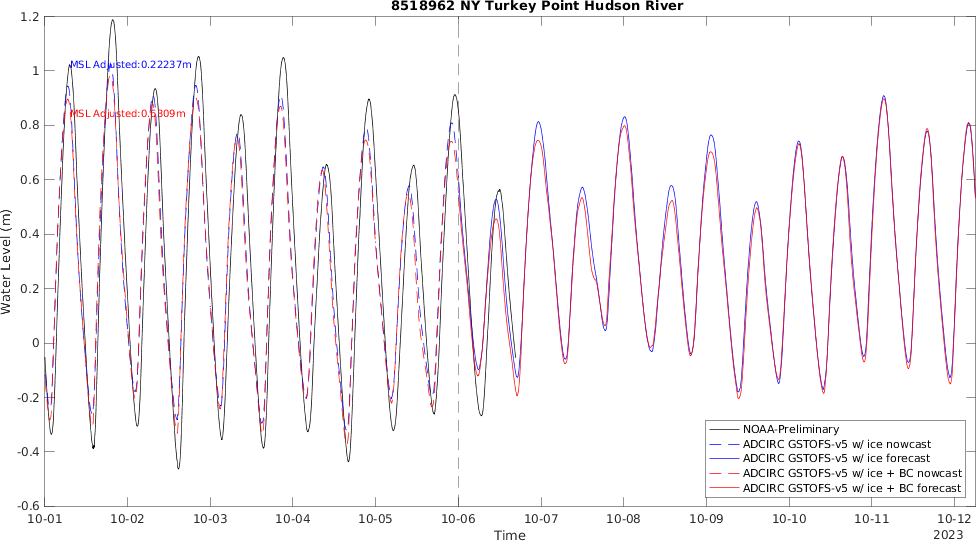 8518962 NY Turkey Point Hudson River
1.2
1
0.8
0.6
0.4
0.2
0
-0.2
-0.4
-0.6
Water Level (m)
MSL Adjusted:0.22237m
NOAA-Preliminary
ADCIRC GSTOFS-v5 w/ ice nowcast
ADCIRC GSTOFS-v5 w/ ice forecast
ADCIRC GSTOFS-v5 w/ ice + BC nowcast
ADCIRC GSTOFS-v5 w/ ice + BC forecast
10-01 10-02 10-03 10-04 10-05 10-06 10-07 10-08 10-09 10-10 10-11 10-12
Time
2023